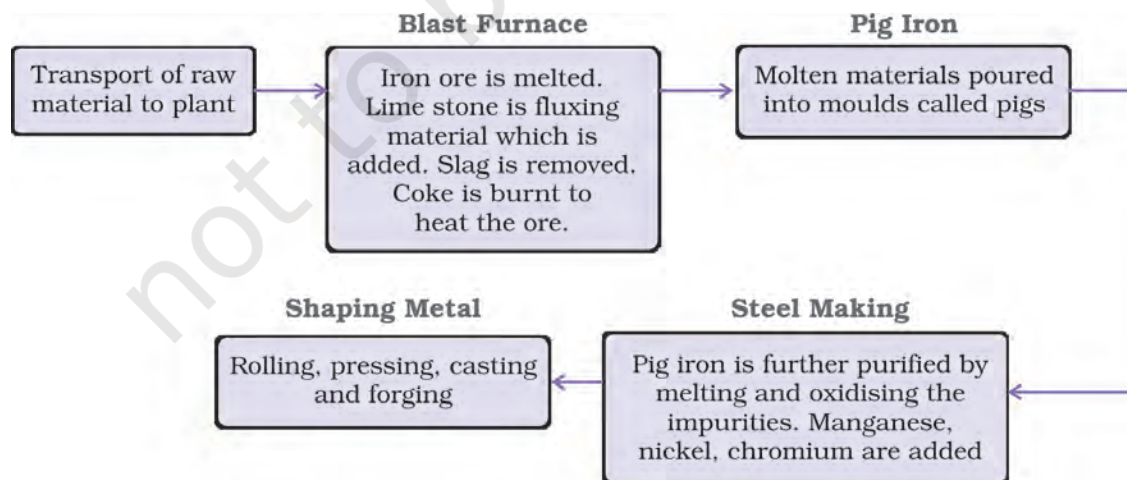 Blast Furnace
Pig Iron
Transport of raw
material to plant
Iron ore is melted.
Lime stone is fluxing
material which is
added. Slag is removed.
Coke is burnt to
heat the ore.
Molten materials poured
into moulds called pigs
Steel Making
Pig iron is further purified by
melting and oxidising the
impurities. Manganese,
nickel, chromium are added
Shaping Metal
Rolling, pressing, casting
and forging
not to